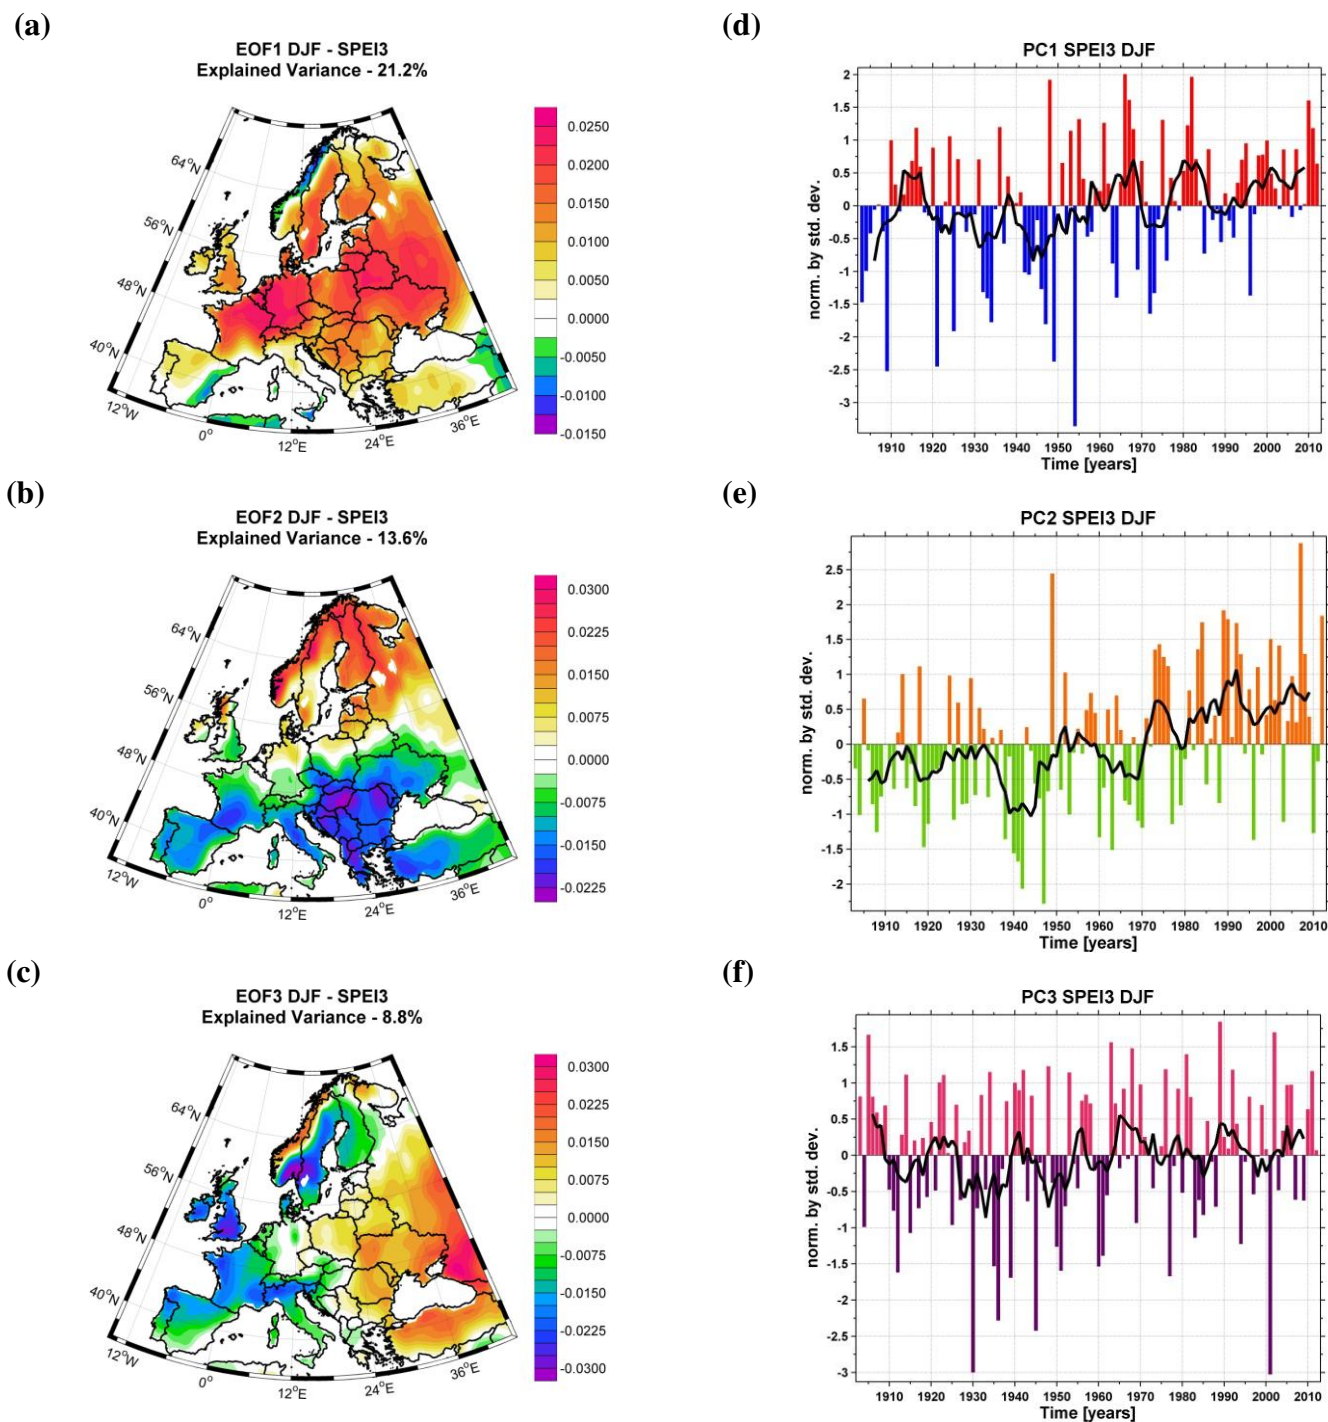 (a)
EOF1 DJF - SPEI3
Explained Variance - 21.2%
64°N
56°N
48°N
40°N
12°W
0°
12°E
24°E
36°E
0.0250
0.0200
0.0150
0.0100
0.0050
0.0000
-0.0050
-0.0100
-0.0150
(d)
PC1 SPEI3 DJF
norm. by std. dev.
2
1.5
1
0.5
0
-0.5
-1
-1.5
-2
-2.5
-3
1910 1920 1930 1940 1950 1960 1970 1980 1990 2000 2010
Time [years]
(b)
EOF2 DJF - SPEI3
Explained Variance - 13.6%
64°N
56°N
48°N
40°N
12°W
0°
12°E
24°E
36°E
0.0300
0.0225
0.0150
0.0075
0.0000
-0.0075
-0.0150
-0.0225
(e)
PC2 SPEI3 DJF
norm. by std. dev.
2.5
2
1.5
1
0.5
0
-0.5
-1
-1.5
-2
1910 1920 1930 1940 1950 1960 1970 1980 1990 2000 2010
Time [years]
(c)
EOF3 DJF - SPEI3
Explained Variance - 8.8%
64°N
56°N
48°N
40°N
12°W
0°
12°E
24°E
36°E
0.0300
0.0225
0.0150
0.0075
0.0000
-0.0075
-0.0150
-0.0225
-0.0300
(f)
PC3 SPEI3 DJF
norm. by std. dev.
1.5
1
0.5
0
-0.5
-1
-1.5
-2
-2.5
-3
1910 1920 1930 1940 1950 1960 1970 1980 1990 2000 2010
Time [years]